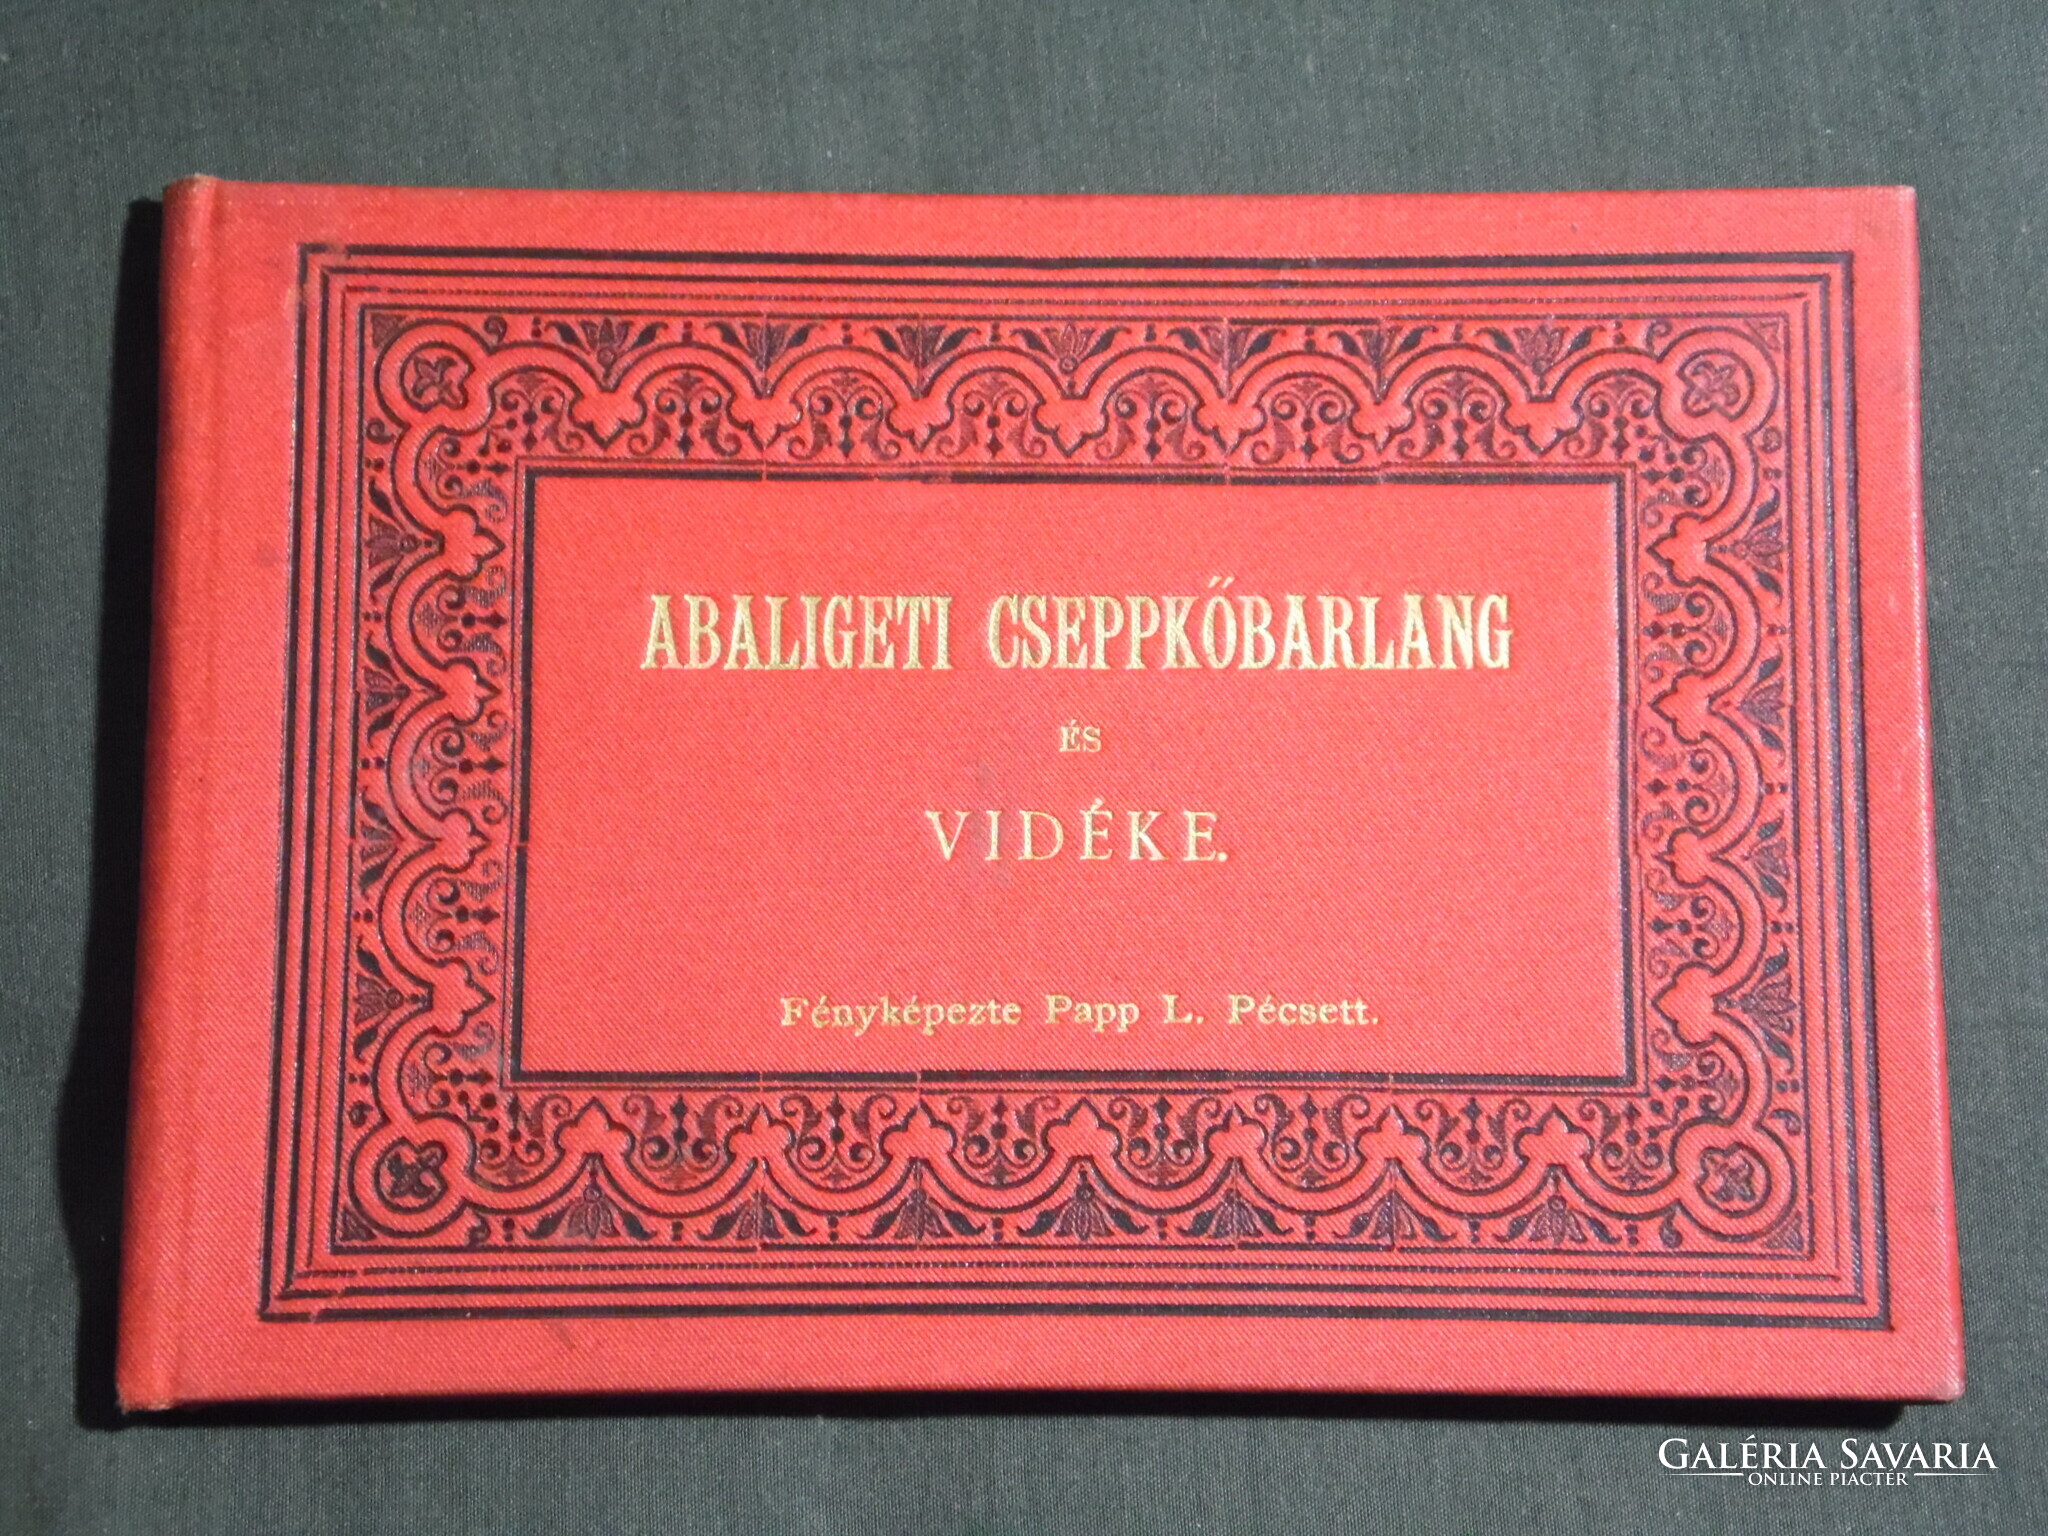 ABALIGETI CSEPPKŐBARLANG
ÉS
VIDÉKE.
Fényképezte Papp L. Pécsett.
GALÉRIA SAVARIA
ONLINE PIACTÉR